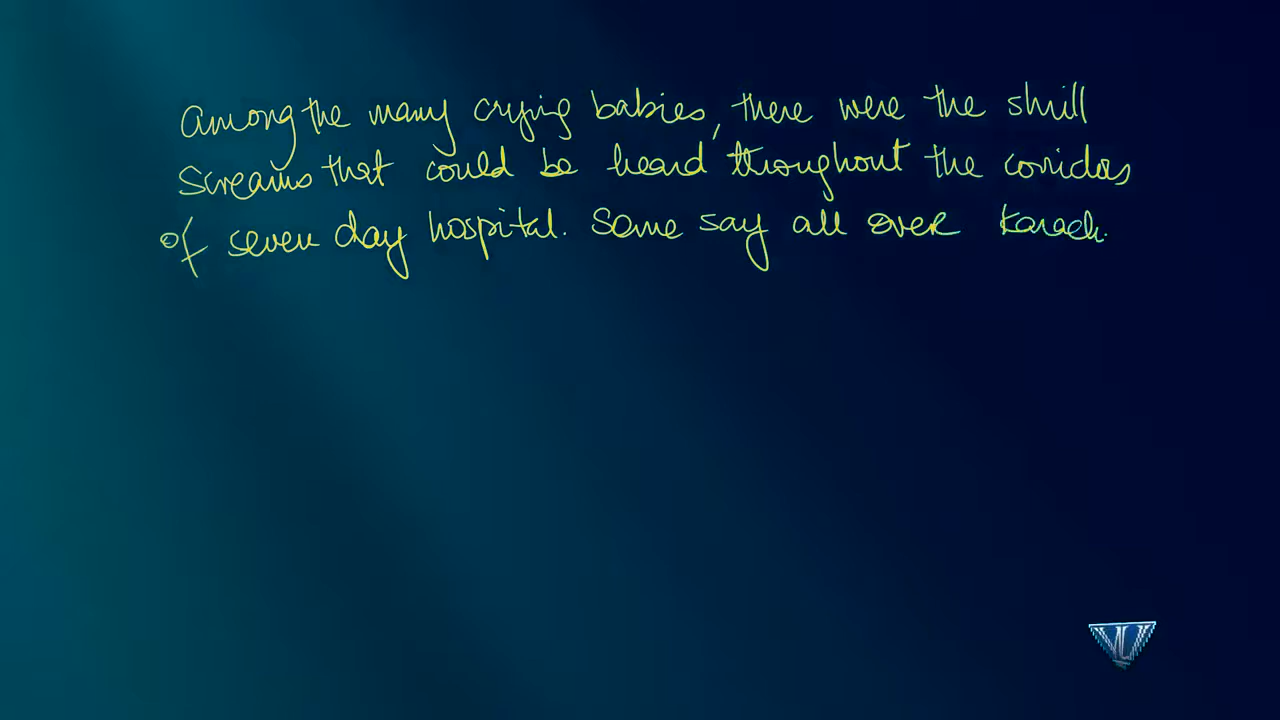 Among the many crying babies, there were the shrill
screams that could be heard throughout the corridors
of seven day hospital. Some say all over Karachi.
VU